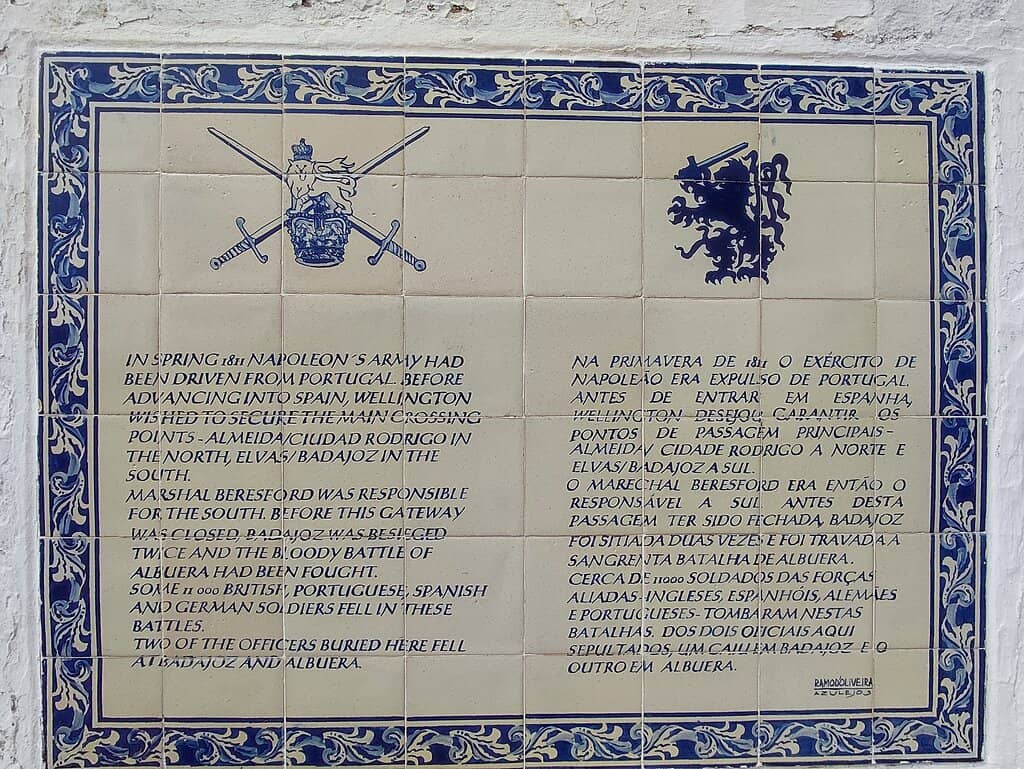 IN SPRING 1811 NAPOLEON´S ARMY HAD
BEEN DRIVEN FROM PORTUGAL. BEFORE
ADVANCING INTO SPAIN, WELLINGTON
WISHED TO SECURE THE MAIN CROSSING
POINTS - ALMEIDA/CIUDAD RODRIGO IN
THE NORTH, ELVAS/BADAJOZ IN THE
SOUTH.
MARSHAL BERESFORD WAS RESPONSIBLE
FOR THE SOUTH. BEFORE THIS GATEWAY
WAS CLOSED, BADAJOZ WAS BESIEGED
TWICE AND THE BLOODY BATTLE OF
ALBUERA HAD BEEN FOUGHT.
SOME 11 000 BRITISH, PORTUGUESE, SPANISH
AND GERMAN SOLDIERS FELL IN THESE
BATTLES.
TWO OF THE OFFICERS BURIED HERE FELL
AT BADAJOZ AND ALBUERA.
NA PRIMAVERA DE 1811 O EXÉRCITO DE
NAPOLEÃO ERA EXPULSO DE PORTUGAL.
ANTES DE ENTRAR EM ESPANHA,
WELLINGTON DESEJOU GARANTIR OS
PONTOS DE PASSAGEM PRINCIPAIS-
ALMEIDA/CIDADE RODRIGO A NORTE E
ELVAS/BADAJOZ A SUL.
O MARECHAL BERESFORD ERA ENTÃO O
RESPONSÁVEL A SUL. ANTES DESTA
PASSAGEM TER SIDO FECHADA, BADAJOZ
FOI SITIADA DUAS VEZES E FOI TRAVADA A
SANGRENTA BATALHA DE ALBUERA.
CERCA DE 11000 SOLDADOS DAS FORÇAS
ALIADAS-INGLESES, ESPANHÓIS, ALEMÃES
E PORTUGUESES- TOMBARAM NESTAS
BATALHAS. DOS DOIS OFICIAIS AQUI
SEPULTADOS, UM CAIU EM BADAJOZ E O
OUTRO EM ALBUERA.
RAMOD'OLIVEIRA
AZULEJOS